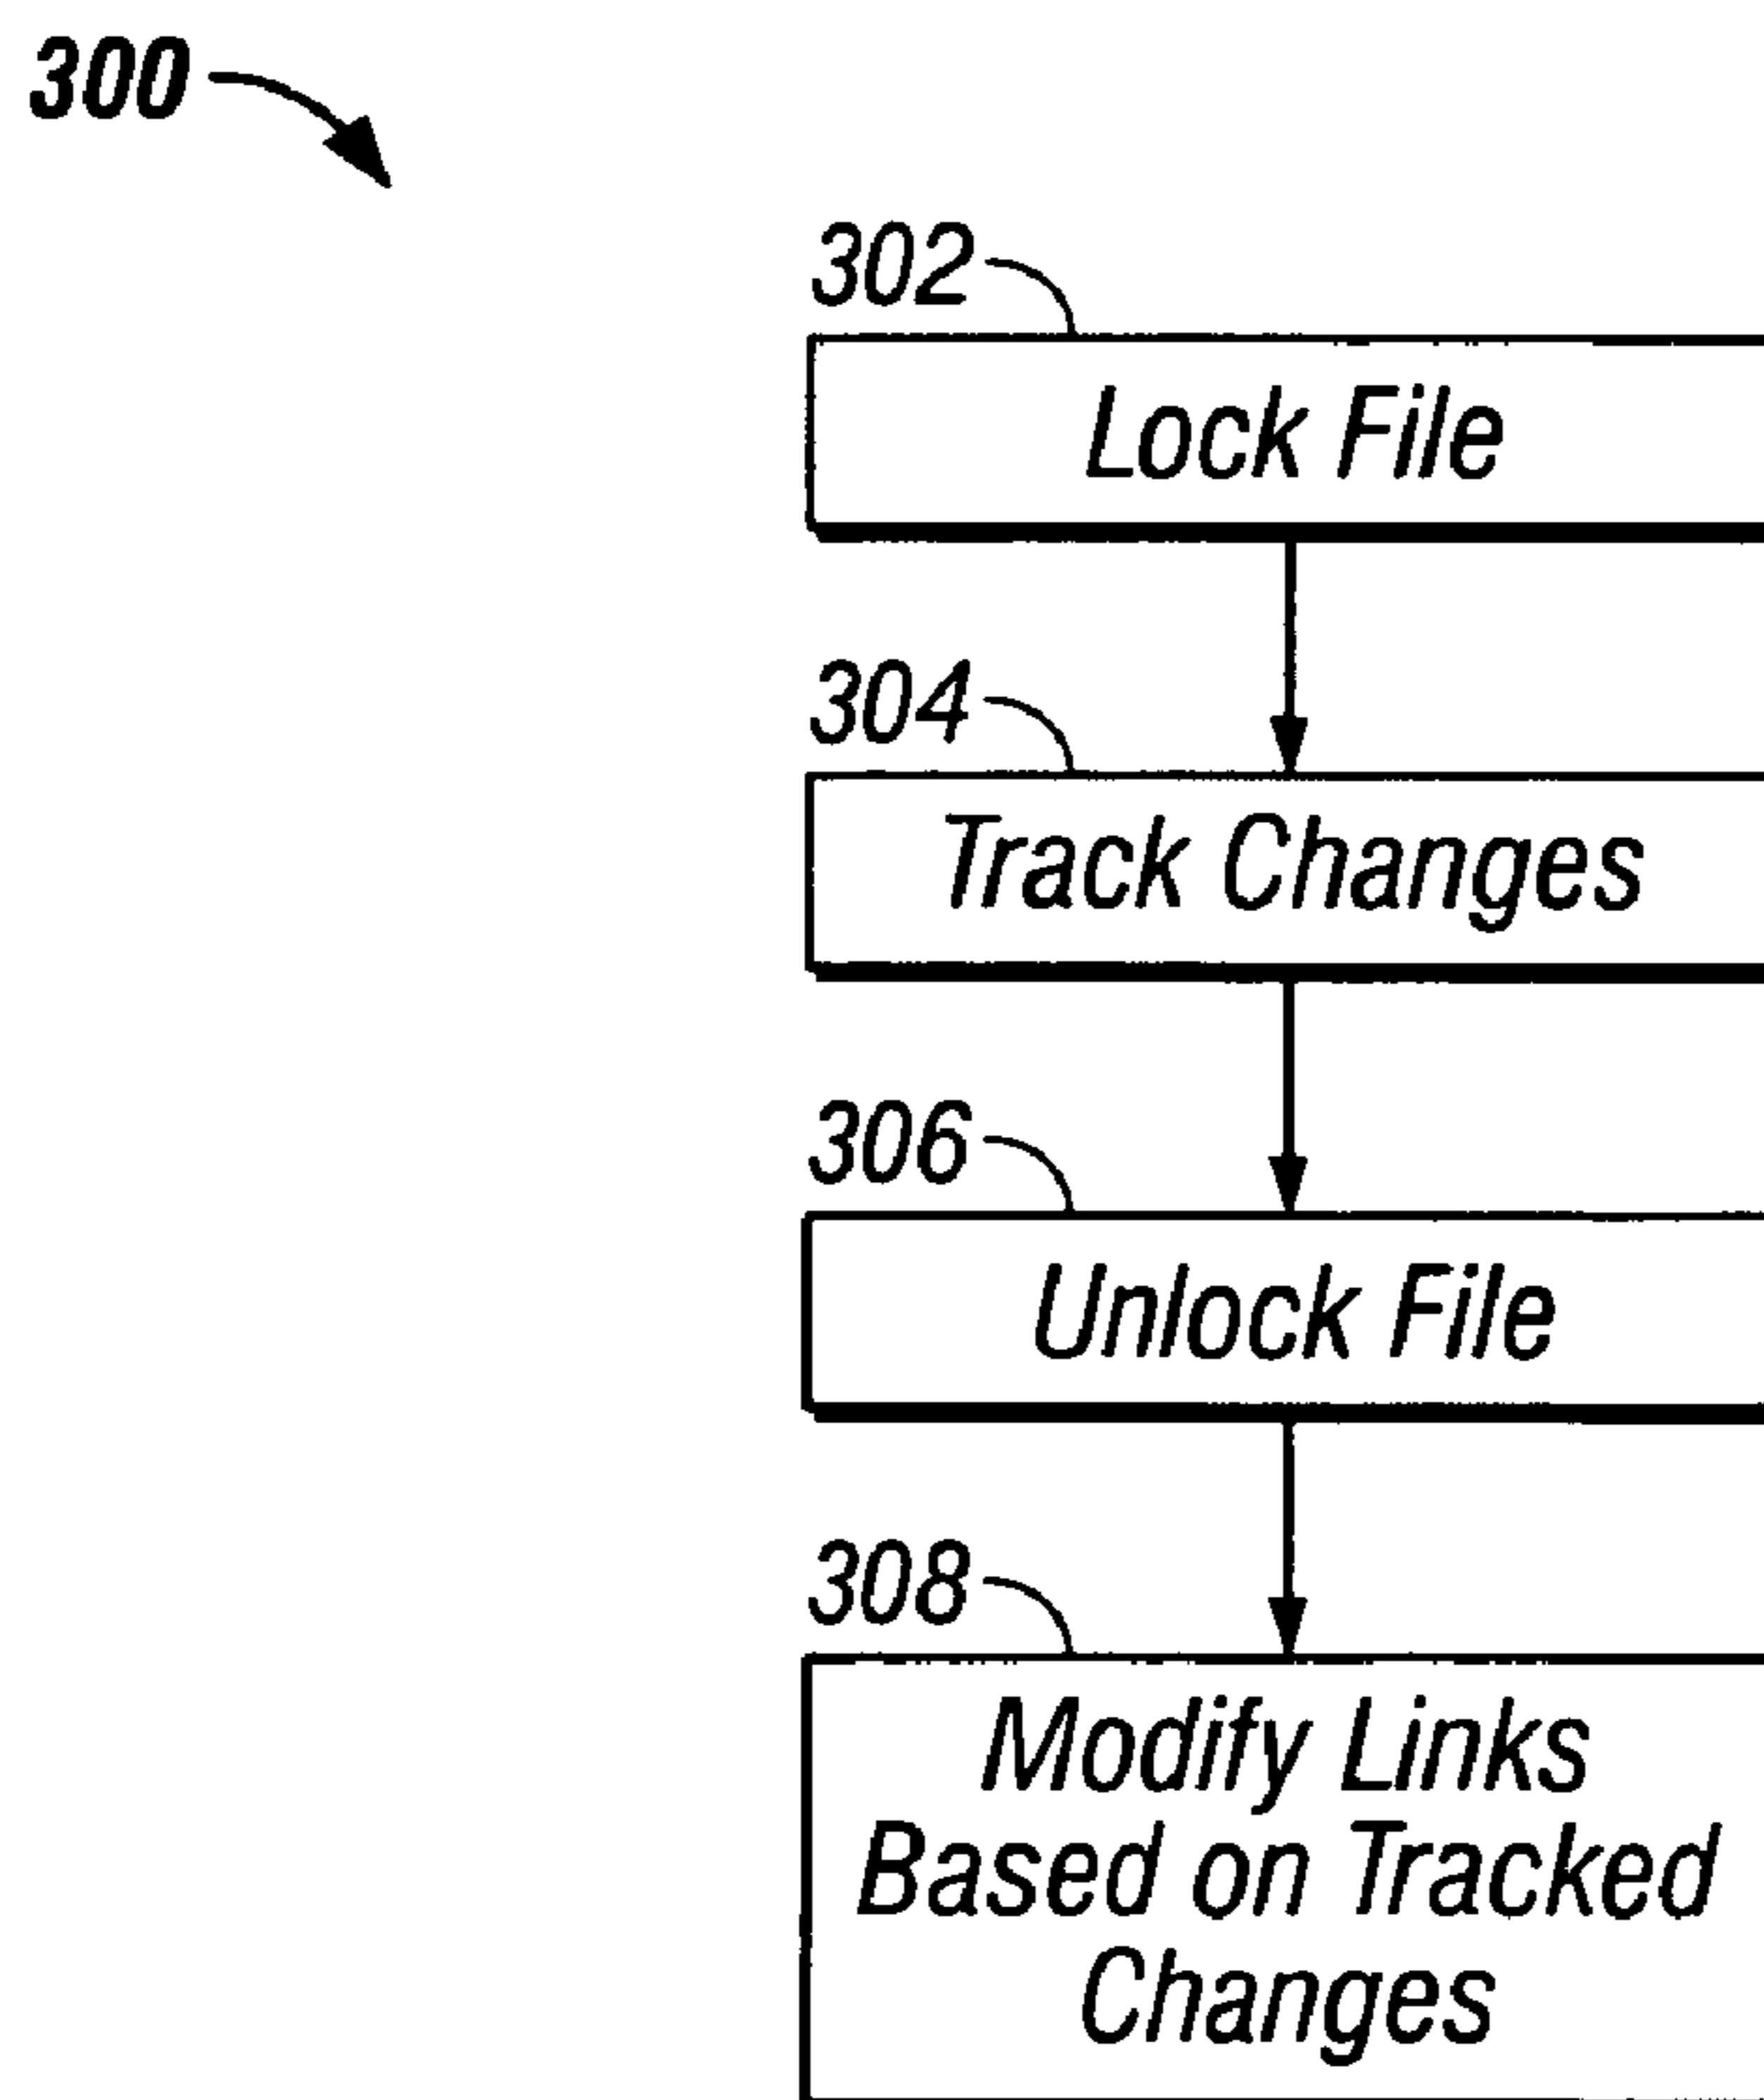 300
302
Lock File
304
Track Changes
306
Unlock File
308
Modify Links
Based on Tracked
Changes